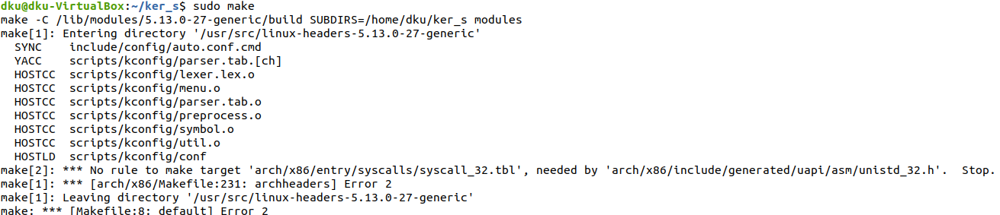 dku@dku-VirtualBox:~/ker_s$ sudo make
make -C /lib/modules/5.13.0-27-generic/build SUBDIRS=/home/dku/ker_s modules
make[1]: Entering directory '/usr/src/linux-headers-5.13.0-27-generic'
  SYNC    include/config/auto.conf.cmd
  YACC    scripts/kconfig/parser.tab.[ch]
  HOSTCC  scripts/kconfig/lexer.lex.o
  HOSTCC  scripts/kconfig/menu.o
  HOSTCC  scripts/kconfig/parser.tab.o
  HOSTCC  scripts/kconfig/preprocess.o
  HOSTCC  scripts/kconfig/symbol.o
  HOSTCC  scripts/kconfig/util.o
  HOSTLD  scripts/kconfig/conf
make[2]: *** No rule to make target 'arch/x86/entry/syscalls/syscall_32.tbl', needed by 'arch/x86/include/generated/uapi/asm/unistd_32.h'.  Stop.
make[1]: *** [arch/x86/Makefile:231: archheaders] Error 2
make[1]: Leaving directory '/usr/src/linux-headers-5.13.0-27-generic'
make: *** [Makefile:8: default] Error 2